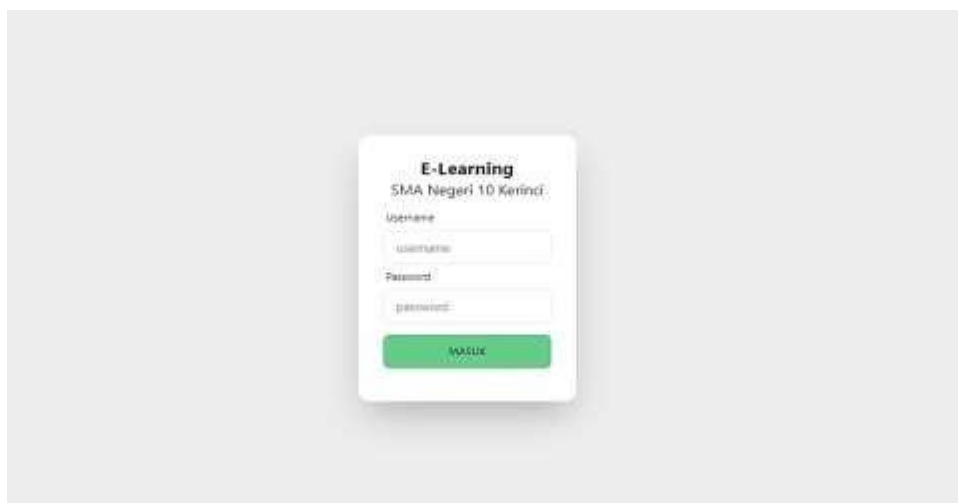 E-Learning
SMA Negeri 10 Kerinci
Username
username
Password
password
MASUK